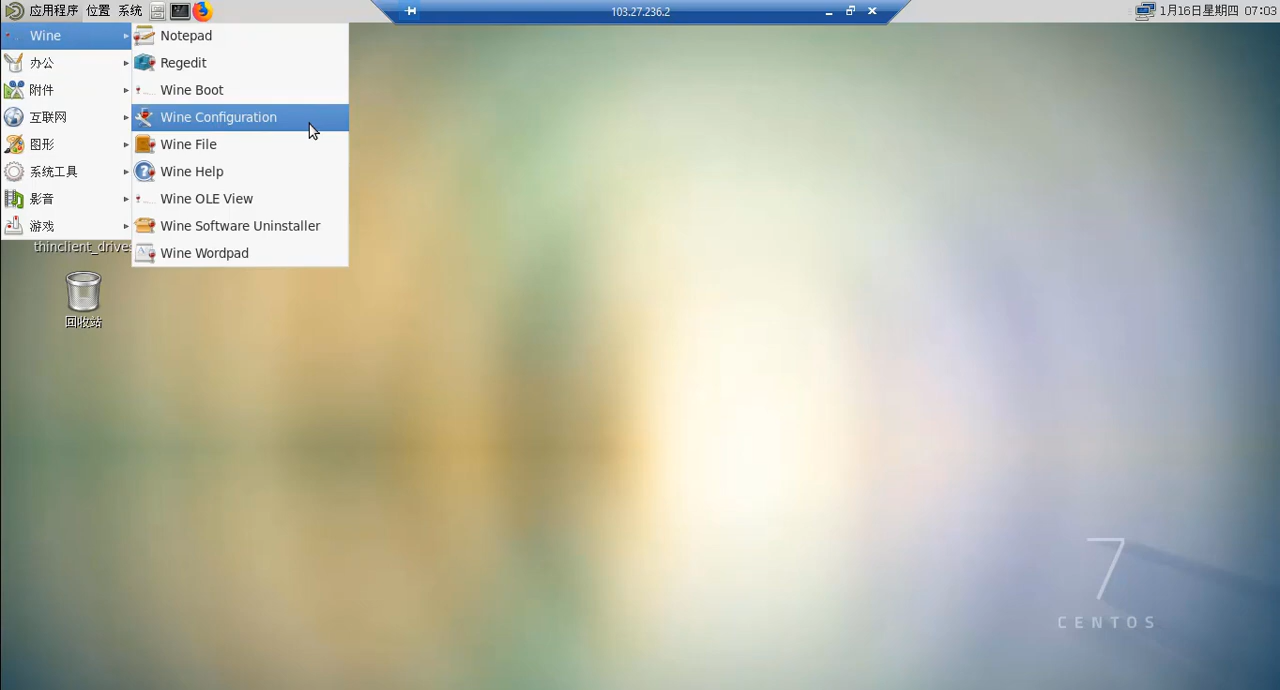 应用程序 位置 系统
103.27.236.2
1月16日星期四 07:03
Wine
办公
附件
互联网
图形
系统工具
影音
游戏
Notepad
Regedit
Wine Boot
Wine Configuration
Wine File
Wine Help
Wine OLE View
Wine Software Uninstaller
Wine Wordpad
thinclient_drives
回收站
7
CENTOS